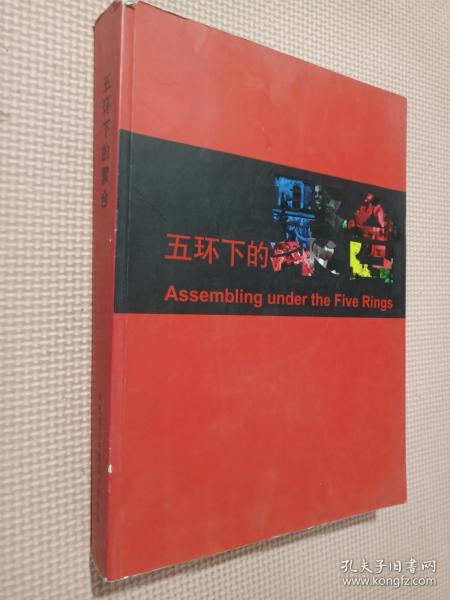 五环下的聚合
五环下的聚合
Assembling under the Five Rings
孔夫子旧书网
www.kongfz.com